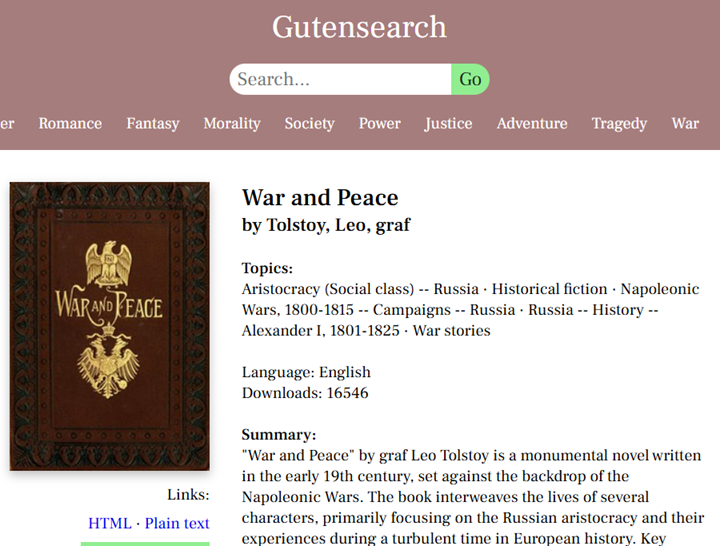 Gutensearch
Search...
Go
er Romance Fantasy Morality Society Power Justice Adventure Tragedy War
WAR AND PEACE
War and Peace
by Tolstoy, Leo, graf
Topics:
Aristocracy (Social class) -- Russia · Historical fiction · Napoleonic
Wars, 1800-1815 -- Campaigns -- Russia · Russia -- History --
Alexander I, 1801-1825 · War stories
Language: English
Downloads: 16546
Summary:
"War and Peace" by graf Leo Tolstoy is a monumental novel written
in the early 19th century, set against the backdrop of the
Napoleonic Wars. The book interweaves the lives of several
characters, primarily focusing on the Russian aristocracy and their
experiences during a turbulent time in European history. Key
Links:
HTML · Plain text